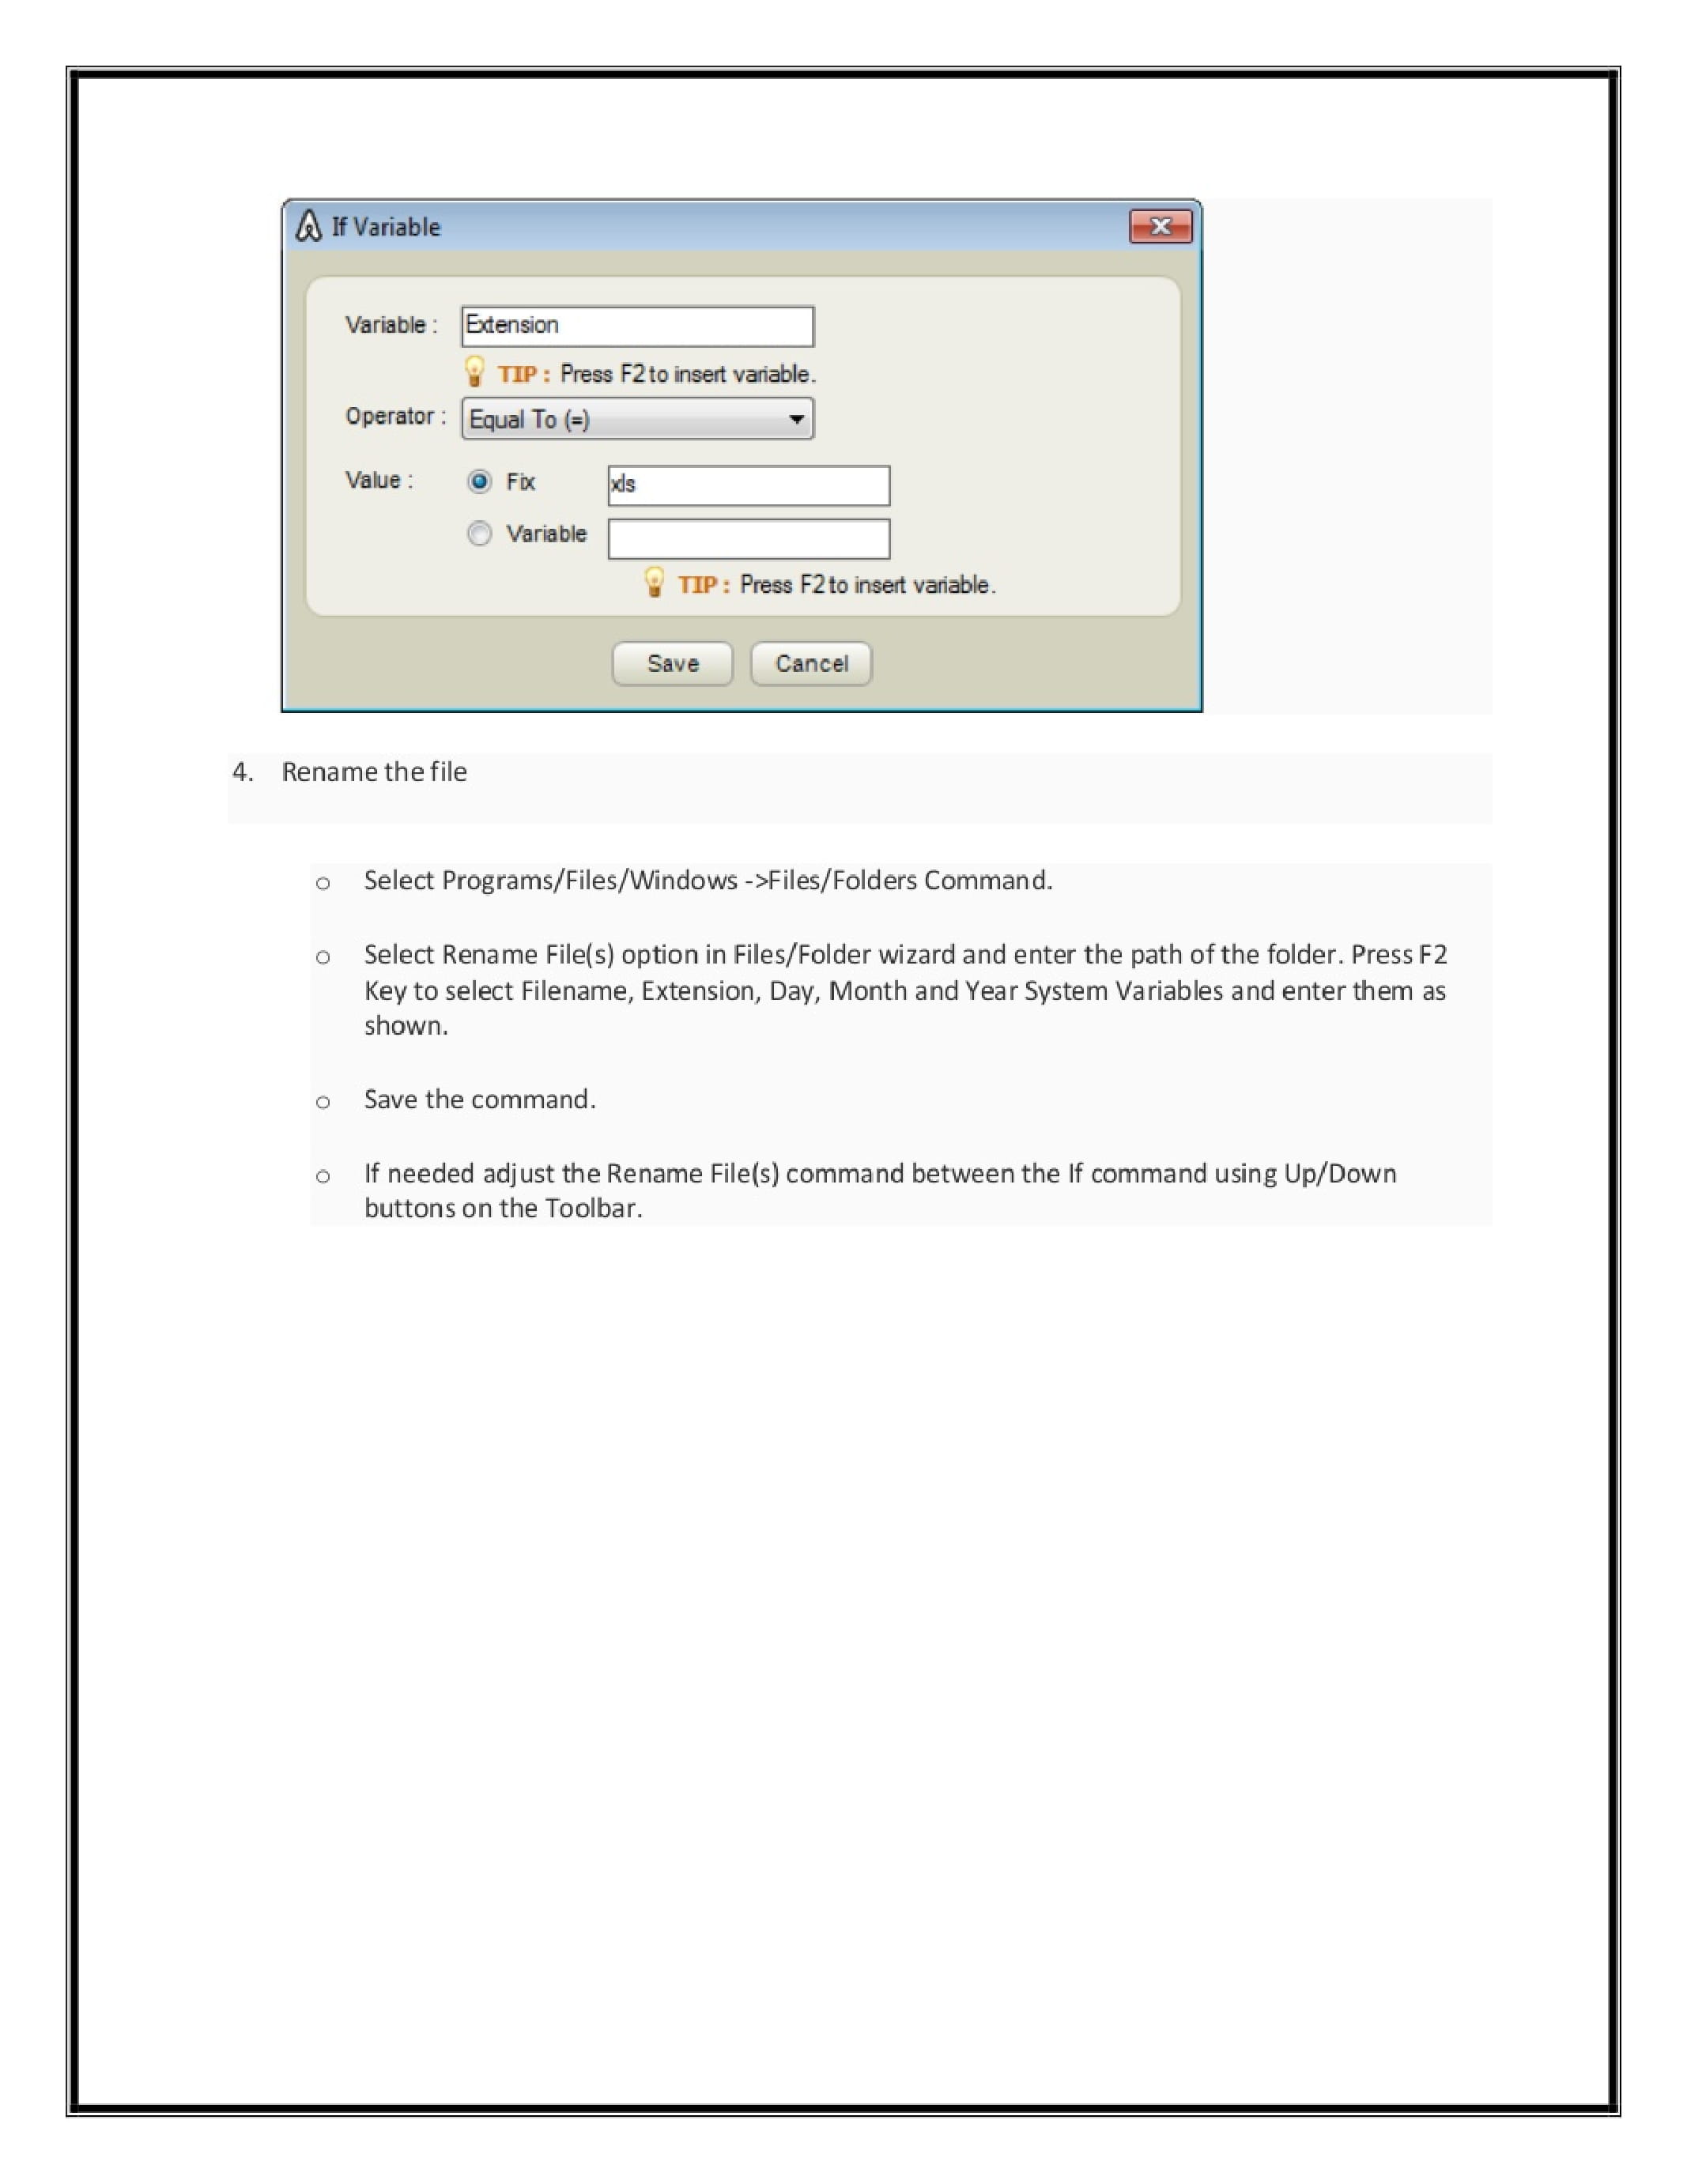 If Variable
Variable :
Extension
TIP : Press F2 to insert variable.
Operator :
Equal To (=)
Value :
Fix
xls
Variable
TIP : Press F2 to insert variable.
Save
Cancel
4. Rename the file
o Select Programs/Files/Windows ->Files/Folders Command.
o Select Rename File(s) option in Files/Folder wizard and enter the path of the folder. Press F2
Key to select Filename, Extension, Day, Month and Year System Variables and enter them as
shown.
o Save the command.
o If needed adjust the Rename File(s) command between the If command using Up/Down
buttons on the Toolbar.